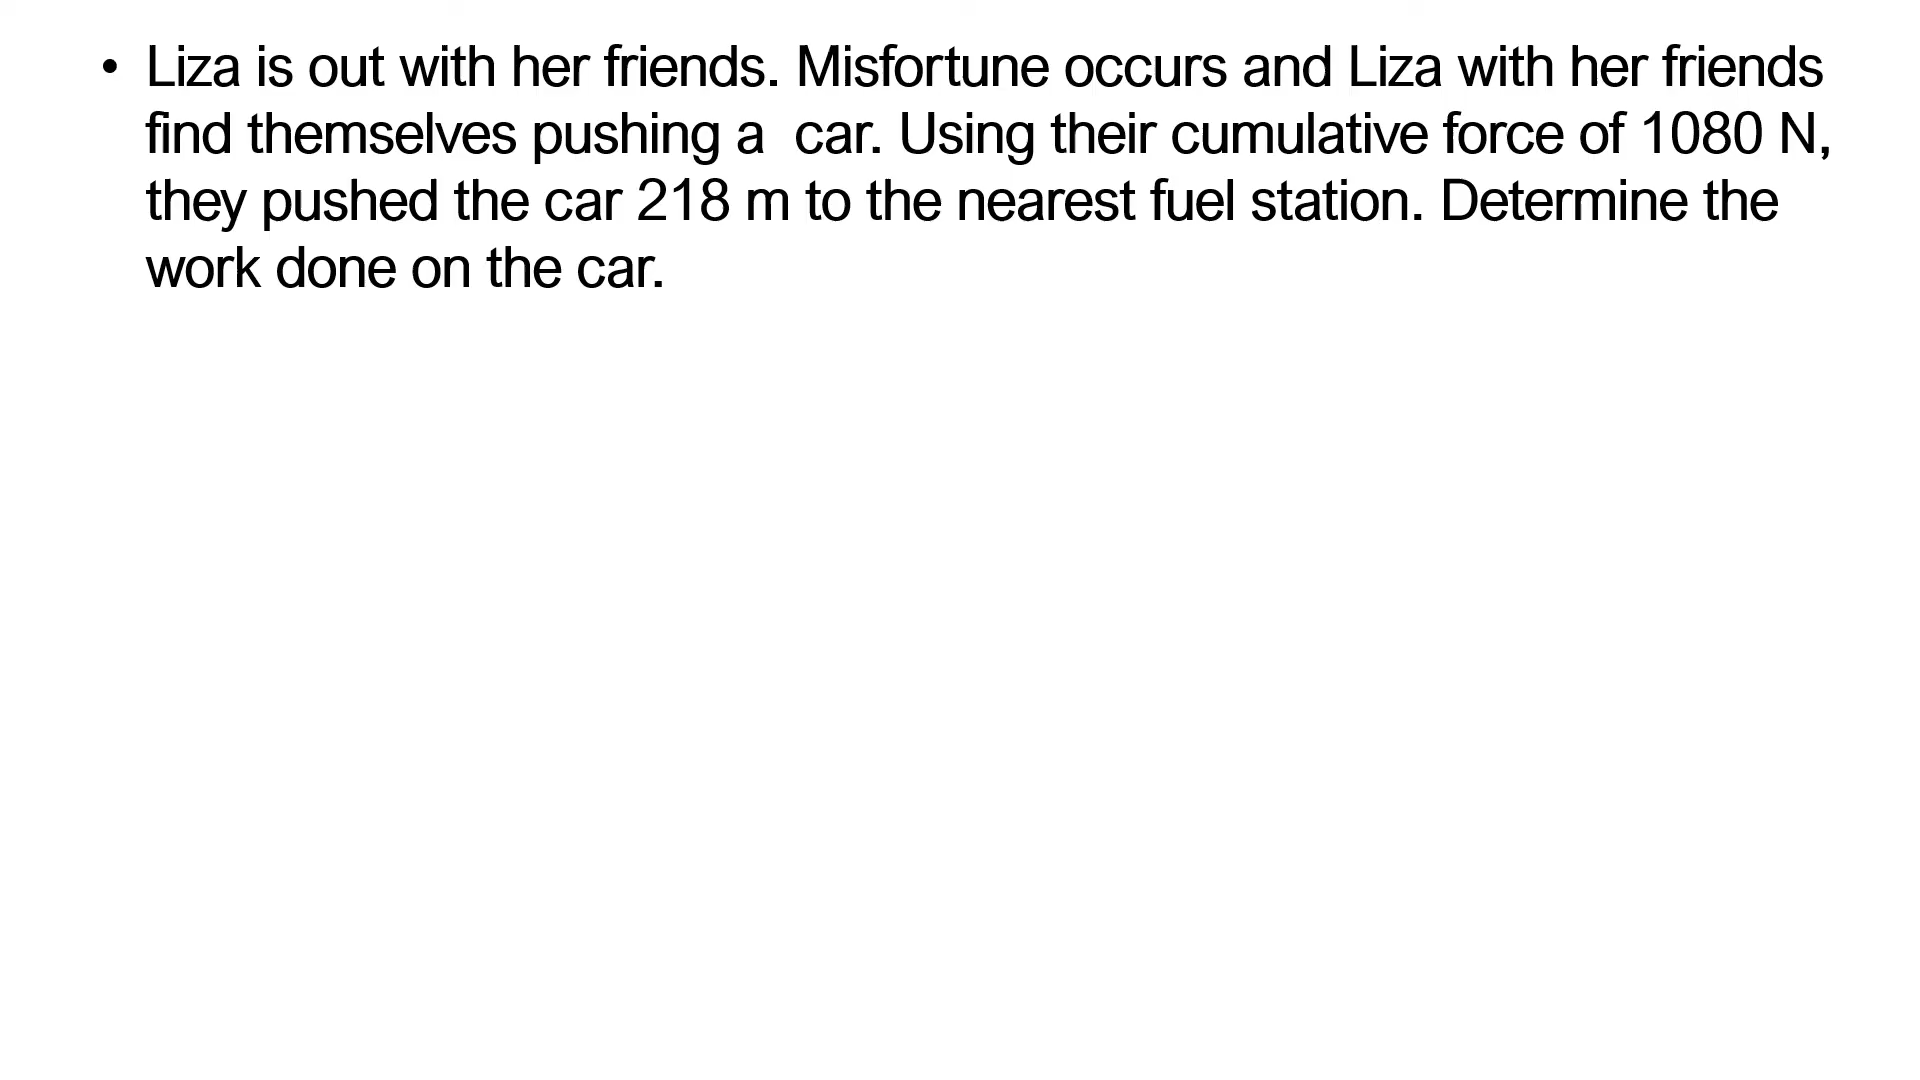 • Liza is out with her friends. Misfortune occurs and Liza with her friends
find themselves pushing a  car. Using their cumulative force of 1080 N,
they pushed the car 218 m to the nearest fuel station. Determine the
work done on the car.